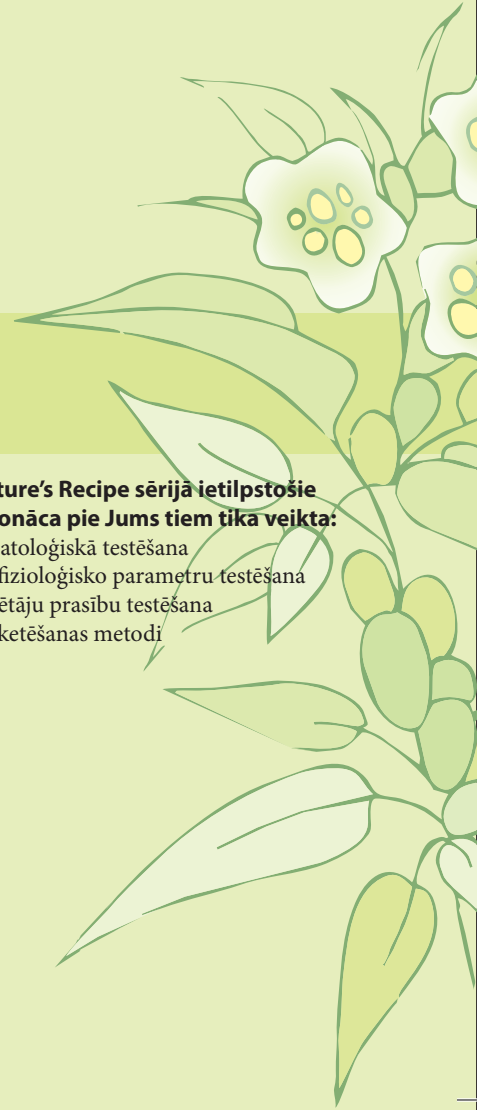 ture’s Recipe sērijā ietilpstošie
onāca pie Jums tiem tika veikta:
atoloģiskā testēšana
fizioloģisko parametru testēšana
ētāju prasību testēšana
ketēšanas metodi